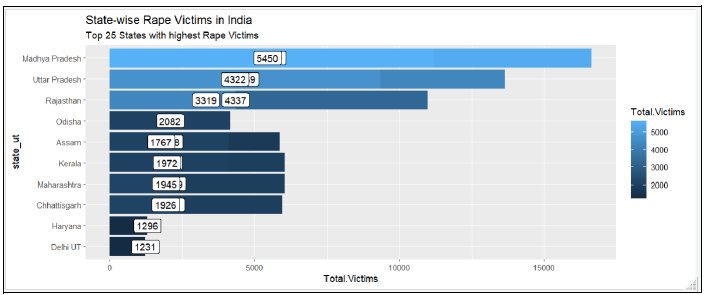 State-wise Rape Victims in India
Top 25 States with highest Rape Victims
state_ut
Madhya Pradesh 5450
Uttar Pradesh 4322 9
Rajasthan 3319 4337
Odisha 2082
Assam 1767 8
Kerala 1972
Maharashtra 1945
Chhattisgarh 1926
Haryana 1296
Delhi UT 1231
0 5000 10000 15000
Total.Victims
Total.Victims
5000
4000
3000
2000